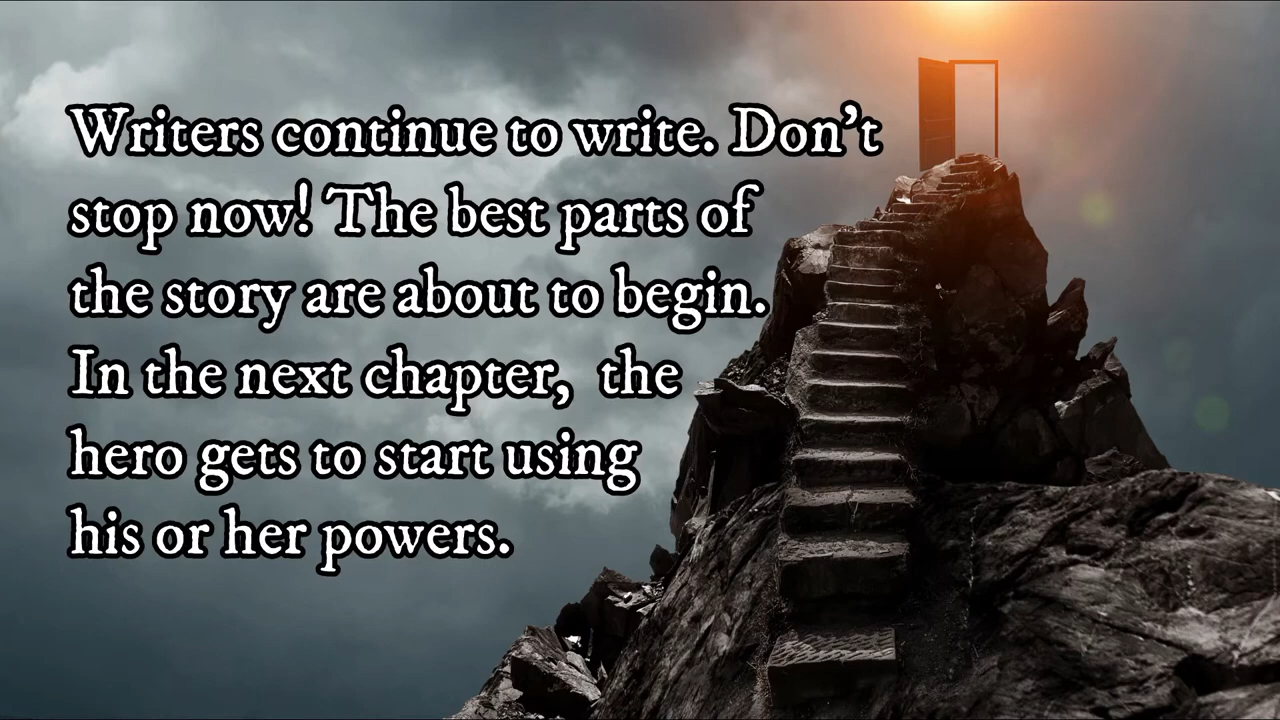 Writers continue to write. Don't
stop now! The best parts of
the story are about to begin.
In the next chapter,  the
hero gets to start using
his or her powers.